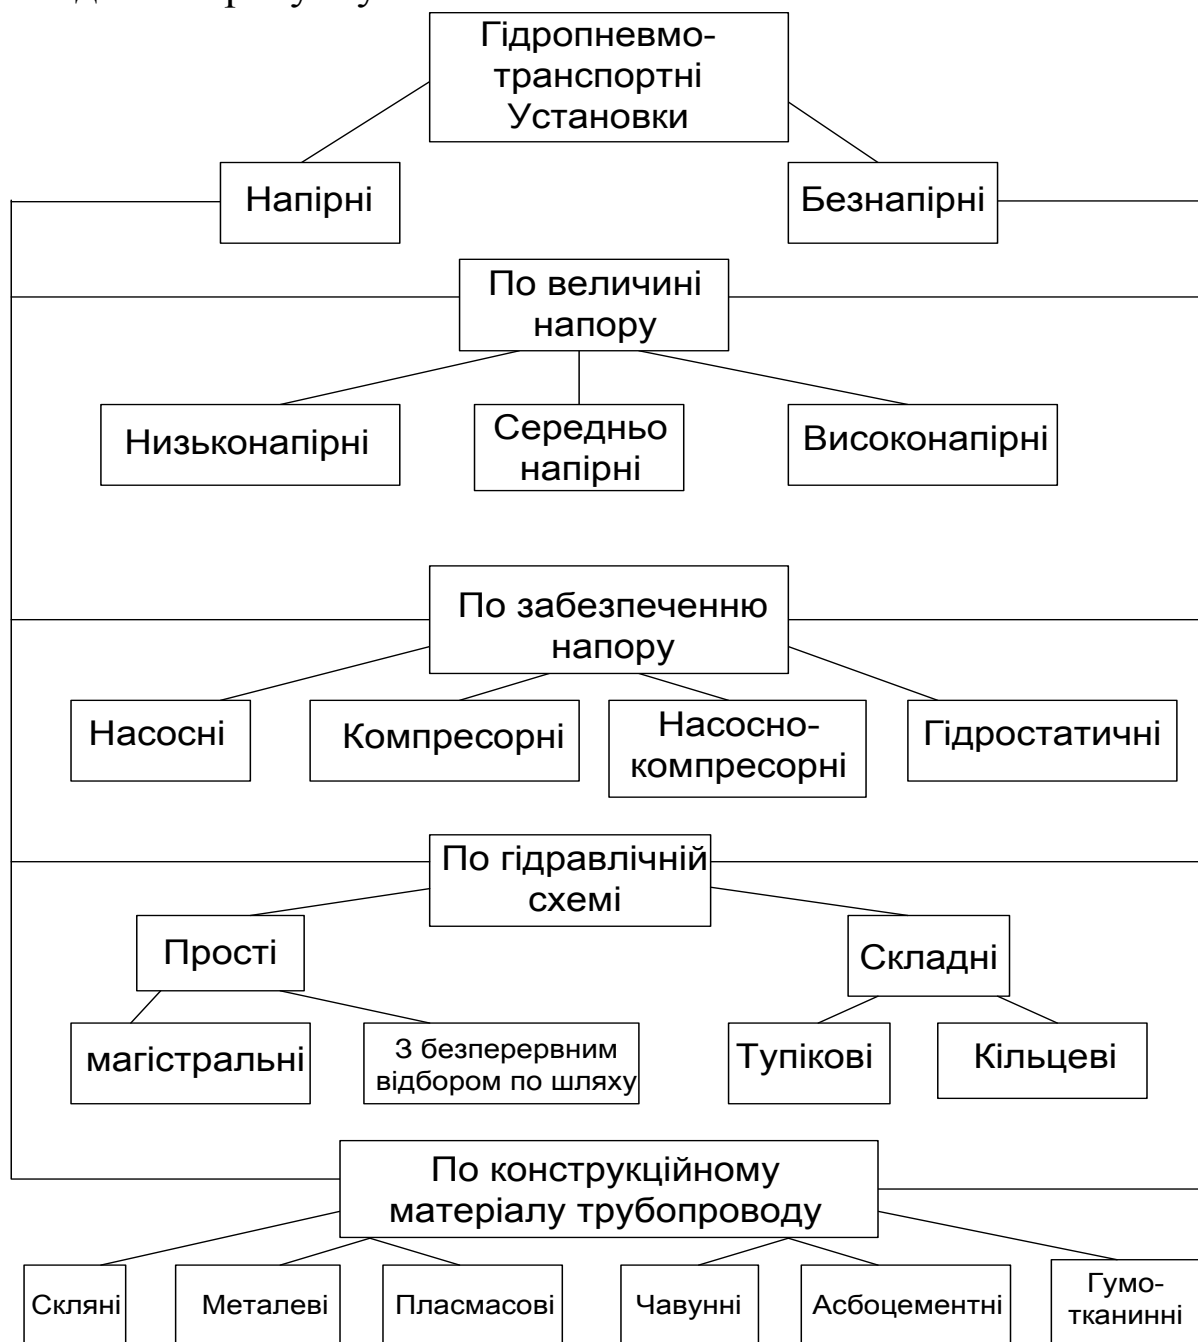 Гідропневмо-
транспортні
Установки
Напірні
Безнапірні
По величині
напору
Низьконапірні
Середньо
напірні
Високонапірні
По забезпеченню
напору
Насосні
Компресорні
Насосно-
компресорні
Гідростатичні
По гідравлічній
схемі
Прості
Складні
магістральні
З безперервним
відбором по шляху
Тупікові
Кільцеві
По конструкційному
матеріалу трубопроводу
Скляні
Металеві
Пласмасові
Чавунні
Асбоцементні
Гумо-
тканинні